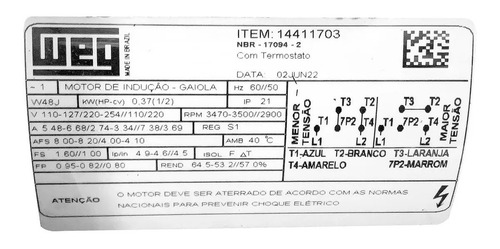 WEG
MADE IN BRAZIL
ITEM: 14411703
NBR - 17094 - 2
Com Termostato
DATA: 02JUN22
~ 1 MOTOR DE INDUÇÃO - GAIOLA Hz 60//50
W48J kW(HP-cv) 0,37(1/2) IP 21
V 110-127/220-254//110/220 RPM 3470-3500//2900
A 5.48-6.68/2.74-3.34//7.38/3.69 REG S1
AFS 8.00-8.20/4.00-4.10 AMB 40°C
FS 1.60//1.00 Ip/In 4.9-4.6//4.5 ISOL F ΔT
FP 0.95-0.82//0.80 REND 64.5-53.2//57.0%
MENOR TENSÃO
T3 T2
T1 7P2 T4
L1 L2
T3 T2
T1 7P2 T4
L1 L2
MAIOR TENSÃO
T1-AZUL T2-BRANCO T3-LARANJA
T4-AMARELO 7P2-MARROM
ATENÇÃO
O MOTOR DEVE SER ATERRADO DE ACORDO COM AS NORMAS
NACIONAIS PARA PREVENIR CHOQUE ELÉTRICO